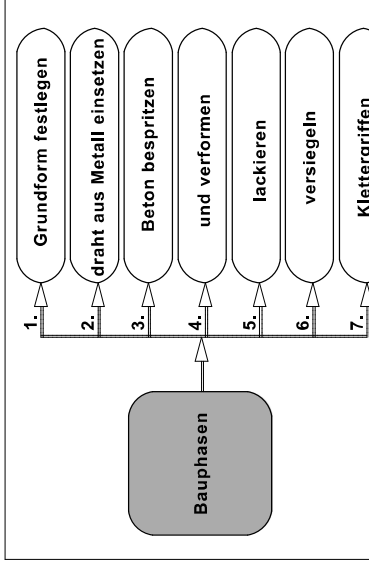 Bauphasen
1.
Grundform festlegen
2.
draht aus Metall einsetzen
3.
Beton bespritzen
4.
und verformen
5.
lackieren
6.
versiegeln
7.
Klettergriffen